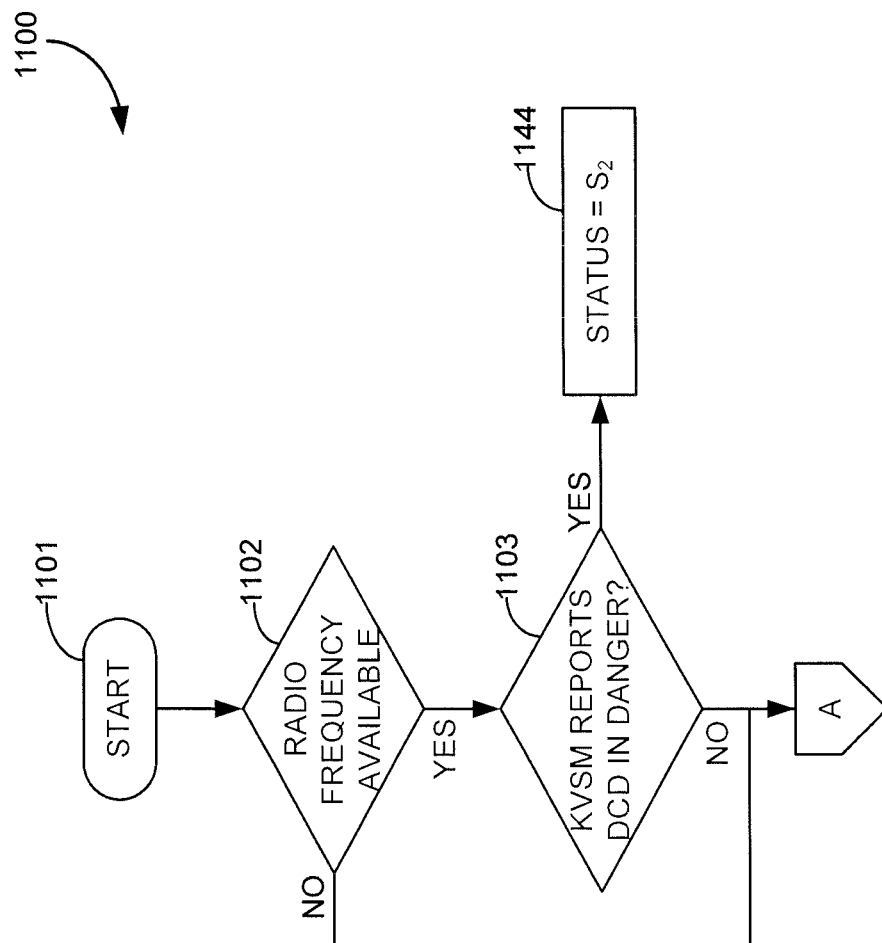 1100
1101
START
1102
RADIO
FREQUENCY
AVAILABLE
NO
YES
1103
KVSM REPORTS
DCD IN DANGER?
YES
1144
STATUS = S₂
NO
A